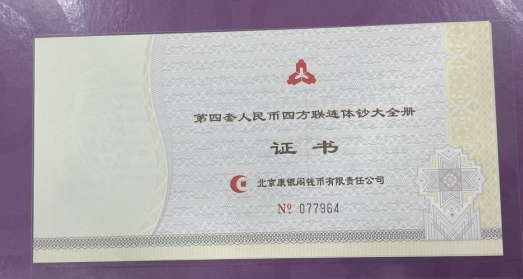 第四套人民币四方联连体钞大全册
证书
北京康银阁钱币有限责任公司
Nº 077964